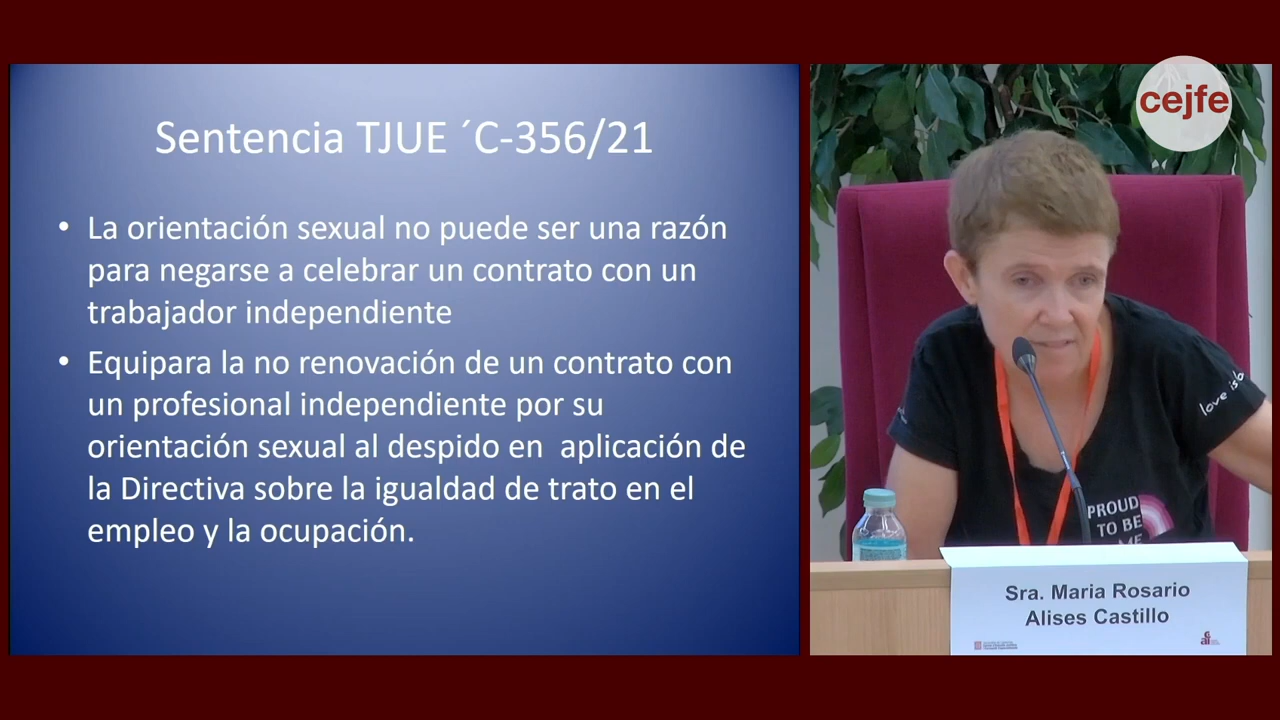 Sentencia TJUE ´C-356/21
• La orientación sexual no puede ser una razón
para negarse a celebrar un contrato con un
trabajador independiente
• Equipara la no renovación de un contrato con
un profesional independiente por su
orientación sexual al despido en  aplicación de
la Directiva sobre la igualdad de trato en el
empleo y la ocupación.
cejfe
love is
PROUD
TO BE
ME
Sra. Maria Rosario
Alises Castillo